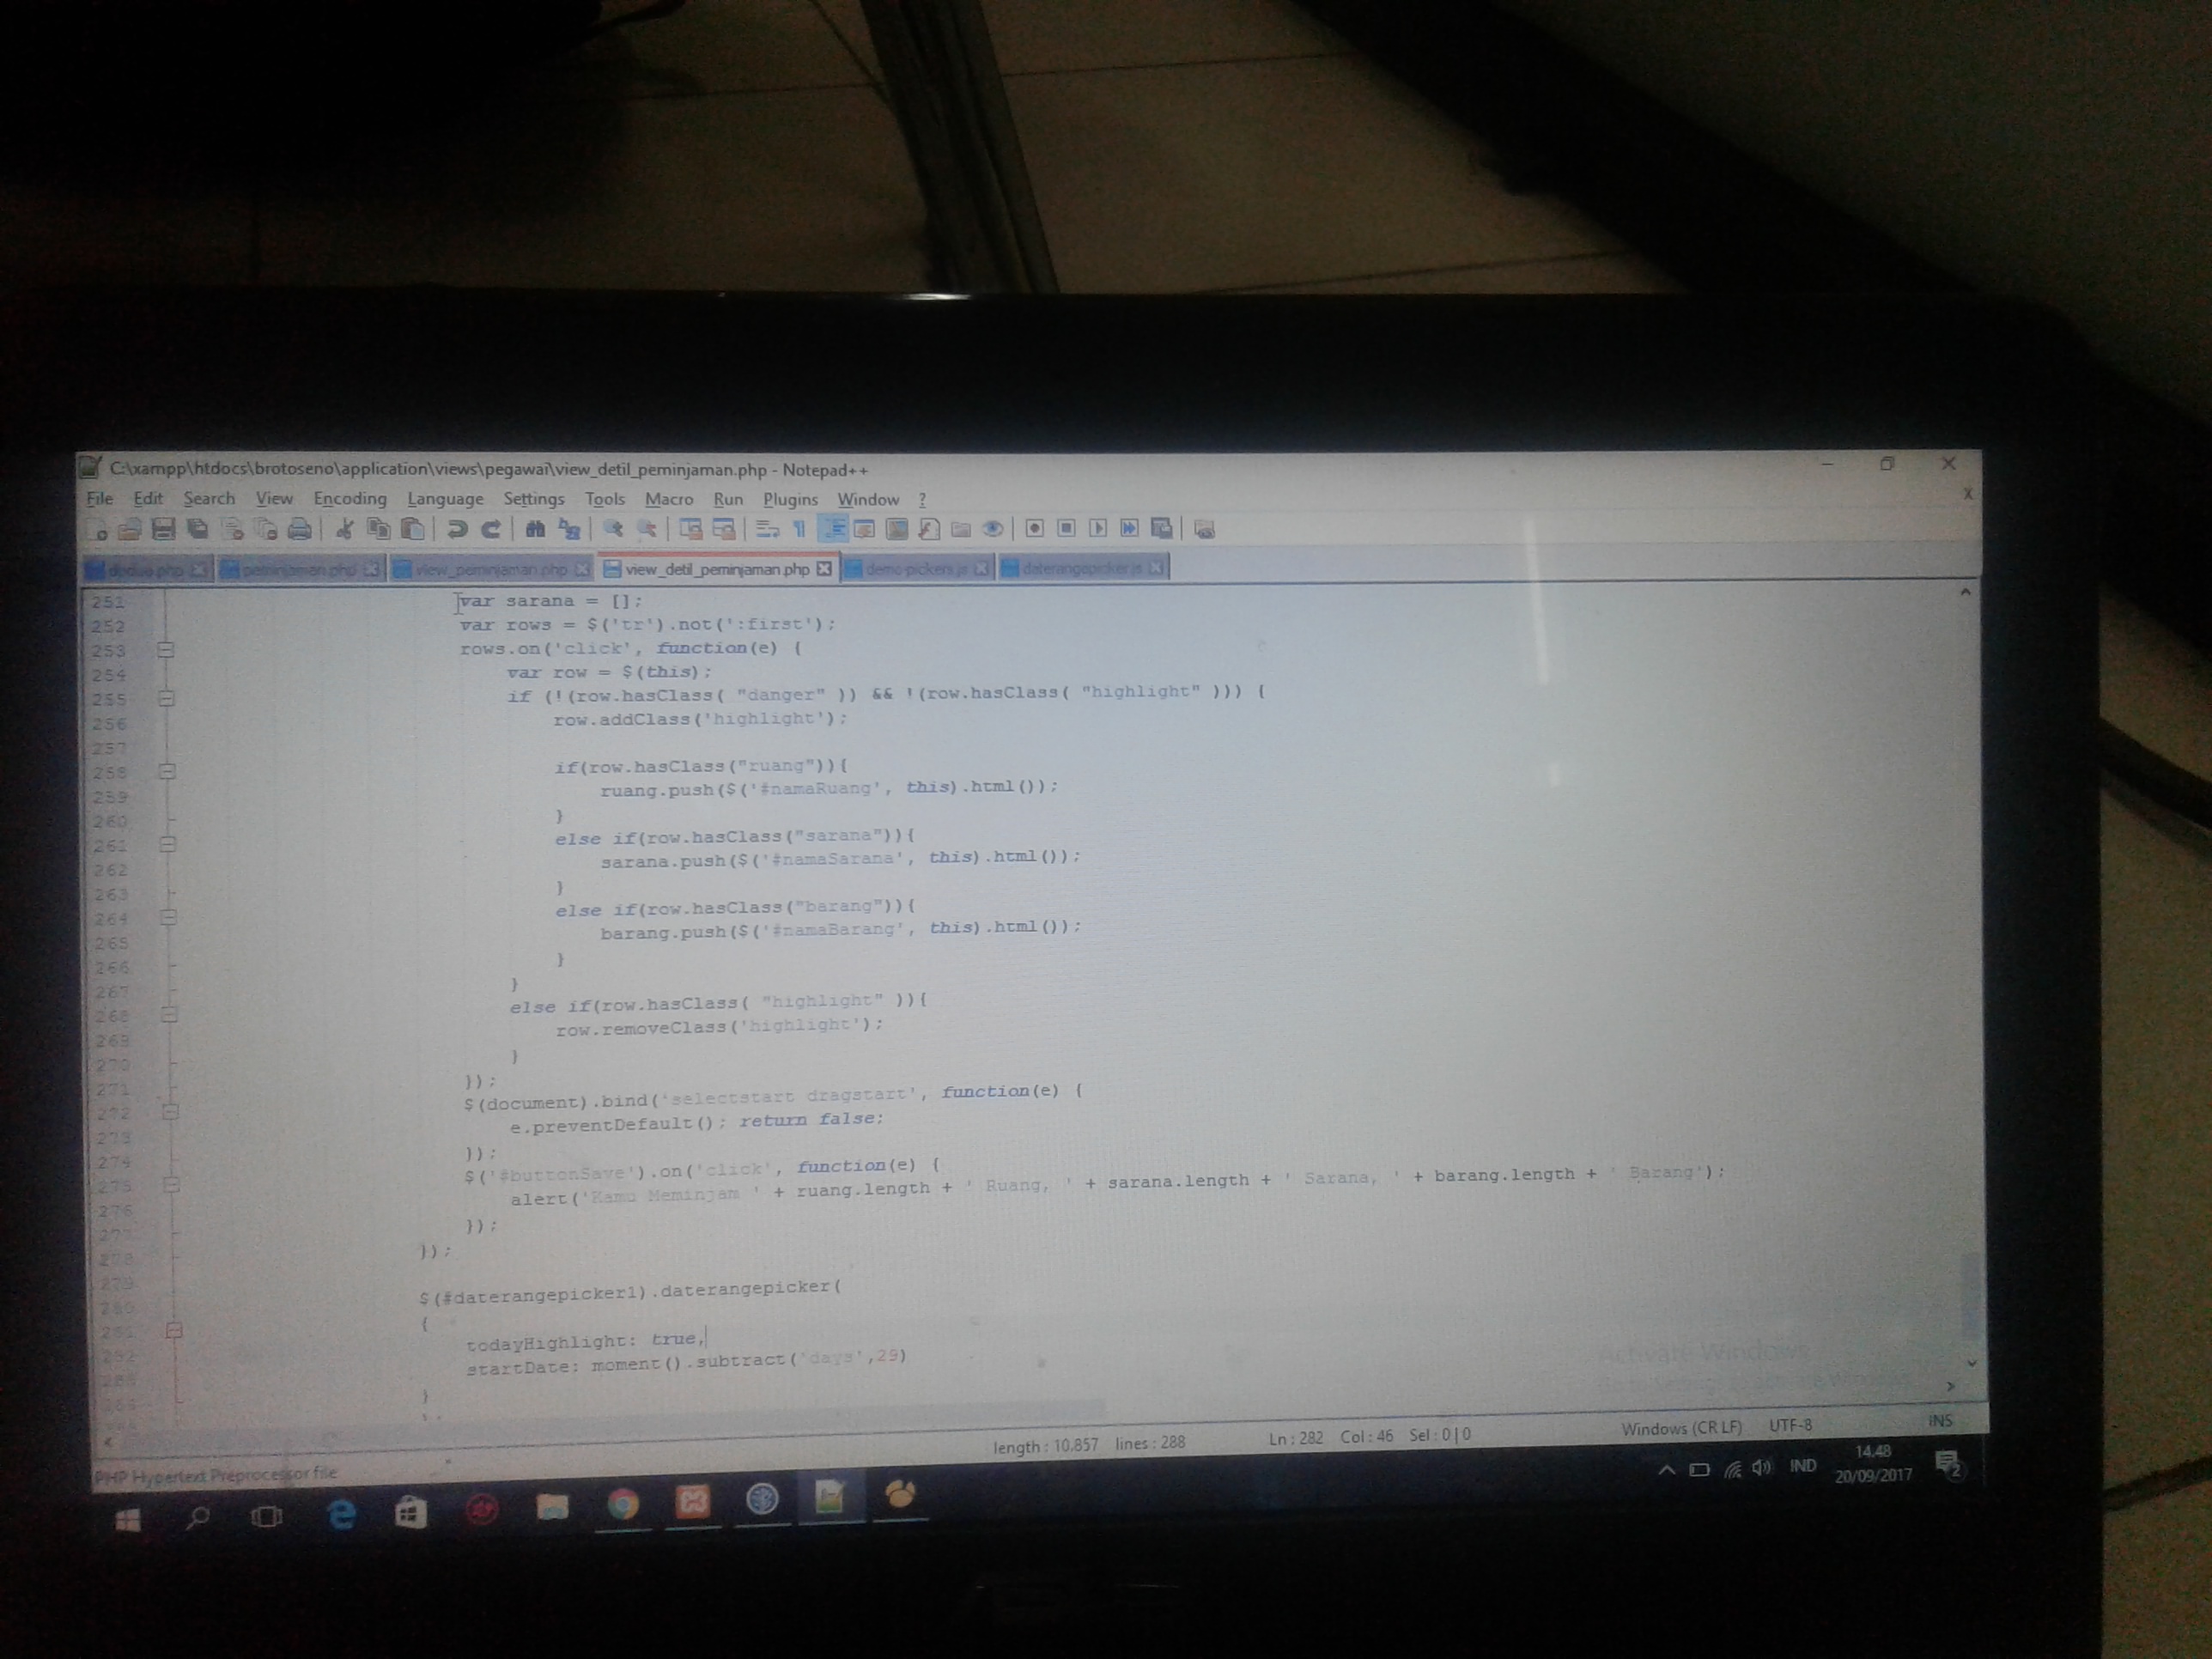 C:\xampp\htdocs\brotoseno\application\views\pegawai\view_detil_peminjaman.php - Notepad++
File Edit Search View Encoding Language Settings Tools Macro Run Plugins Window ?
X
dodue.php peminjaman.php view_peminjaman.php view_detil_peminjaman.php demo-pickers.js daterangepicker.js
251 var sarana = [];
252 var rows = $('tr').not(':first');
253 rows.on('click', function(e) {
254 var row = $(this);
255 if (!(row.hasClass( "danger" )) && !(row.hasClass( "highlight" ))) {
256 row.addClass('highlight');
257
258 if(row.hasClass("ruang")){
259 ruang.push($('#namaRuang', this).html());
260 }
261 else if(row.hasClass("sarana")){
262 sarana.push($('#namaSarana', this).html());
263 }
264 else if(row.hasClass("barang")){
265 barang.push($('#namaBarang', this).html());
266 }
267 }
268 else if(row.hasClass( "highlight" )){
269 row.removeClass('highlight');
270 }
271 });
272 $(document).bind('selectstart dragstart', function(e) {
273 e.preventDefault(); return false;
274 });
275 $('#buttonSave').on('click', function(e) {
276 alert('Kamu Meminjam ' + ruang.length + ' Ruang, ' + sarana.length + ' Sarana, ' + barang.length + ' Barang');
277 });
278 });
279
280 $(#daterangepicker1).daterangepicker(
281 {
282 todayHighlight: true,
283 startDate: moment().subtract('days',29)
284 }
Activate Windows
PHP Hypertext Preprocessor file length : 10.857 lines : 288 Ln : 282 Col : 46 Sel : 0 | 0 Windows (CR LF) UTF-8 INS
IND 14.48
20/09/2017
2